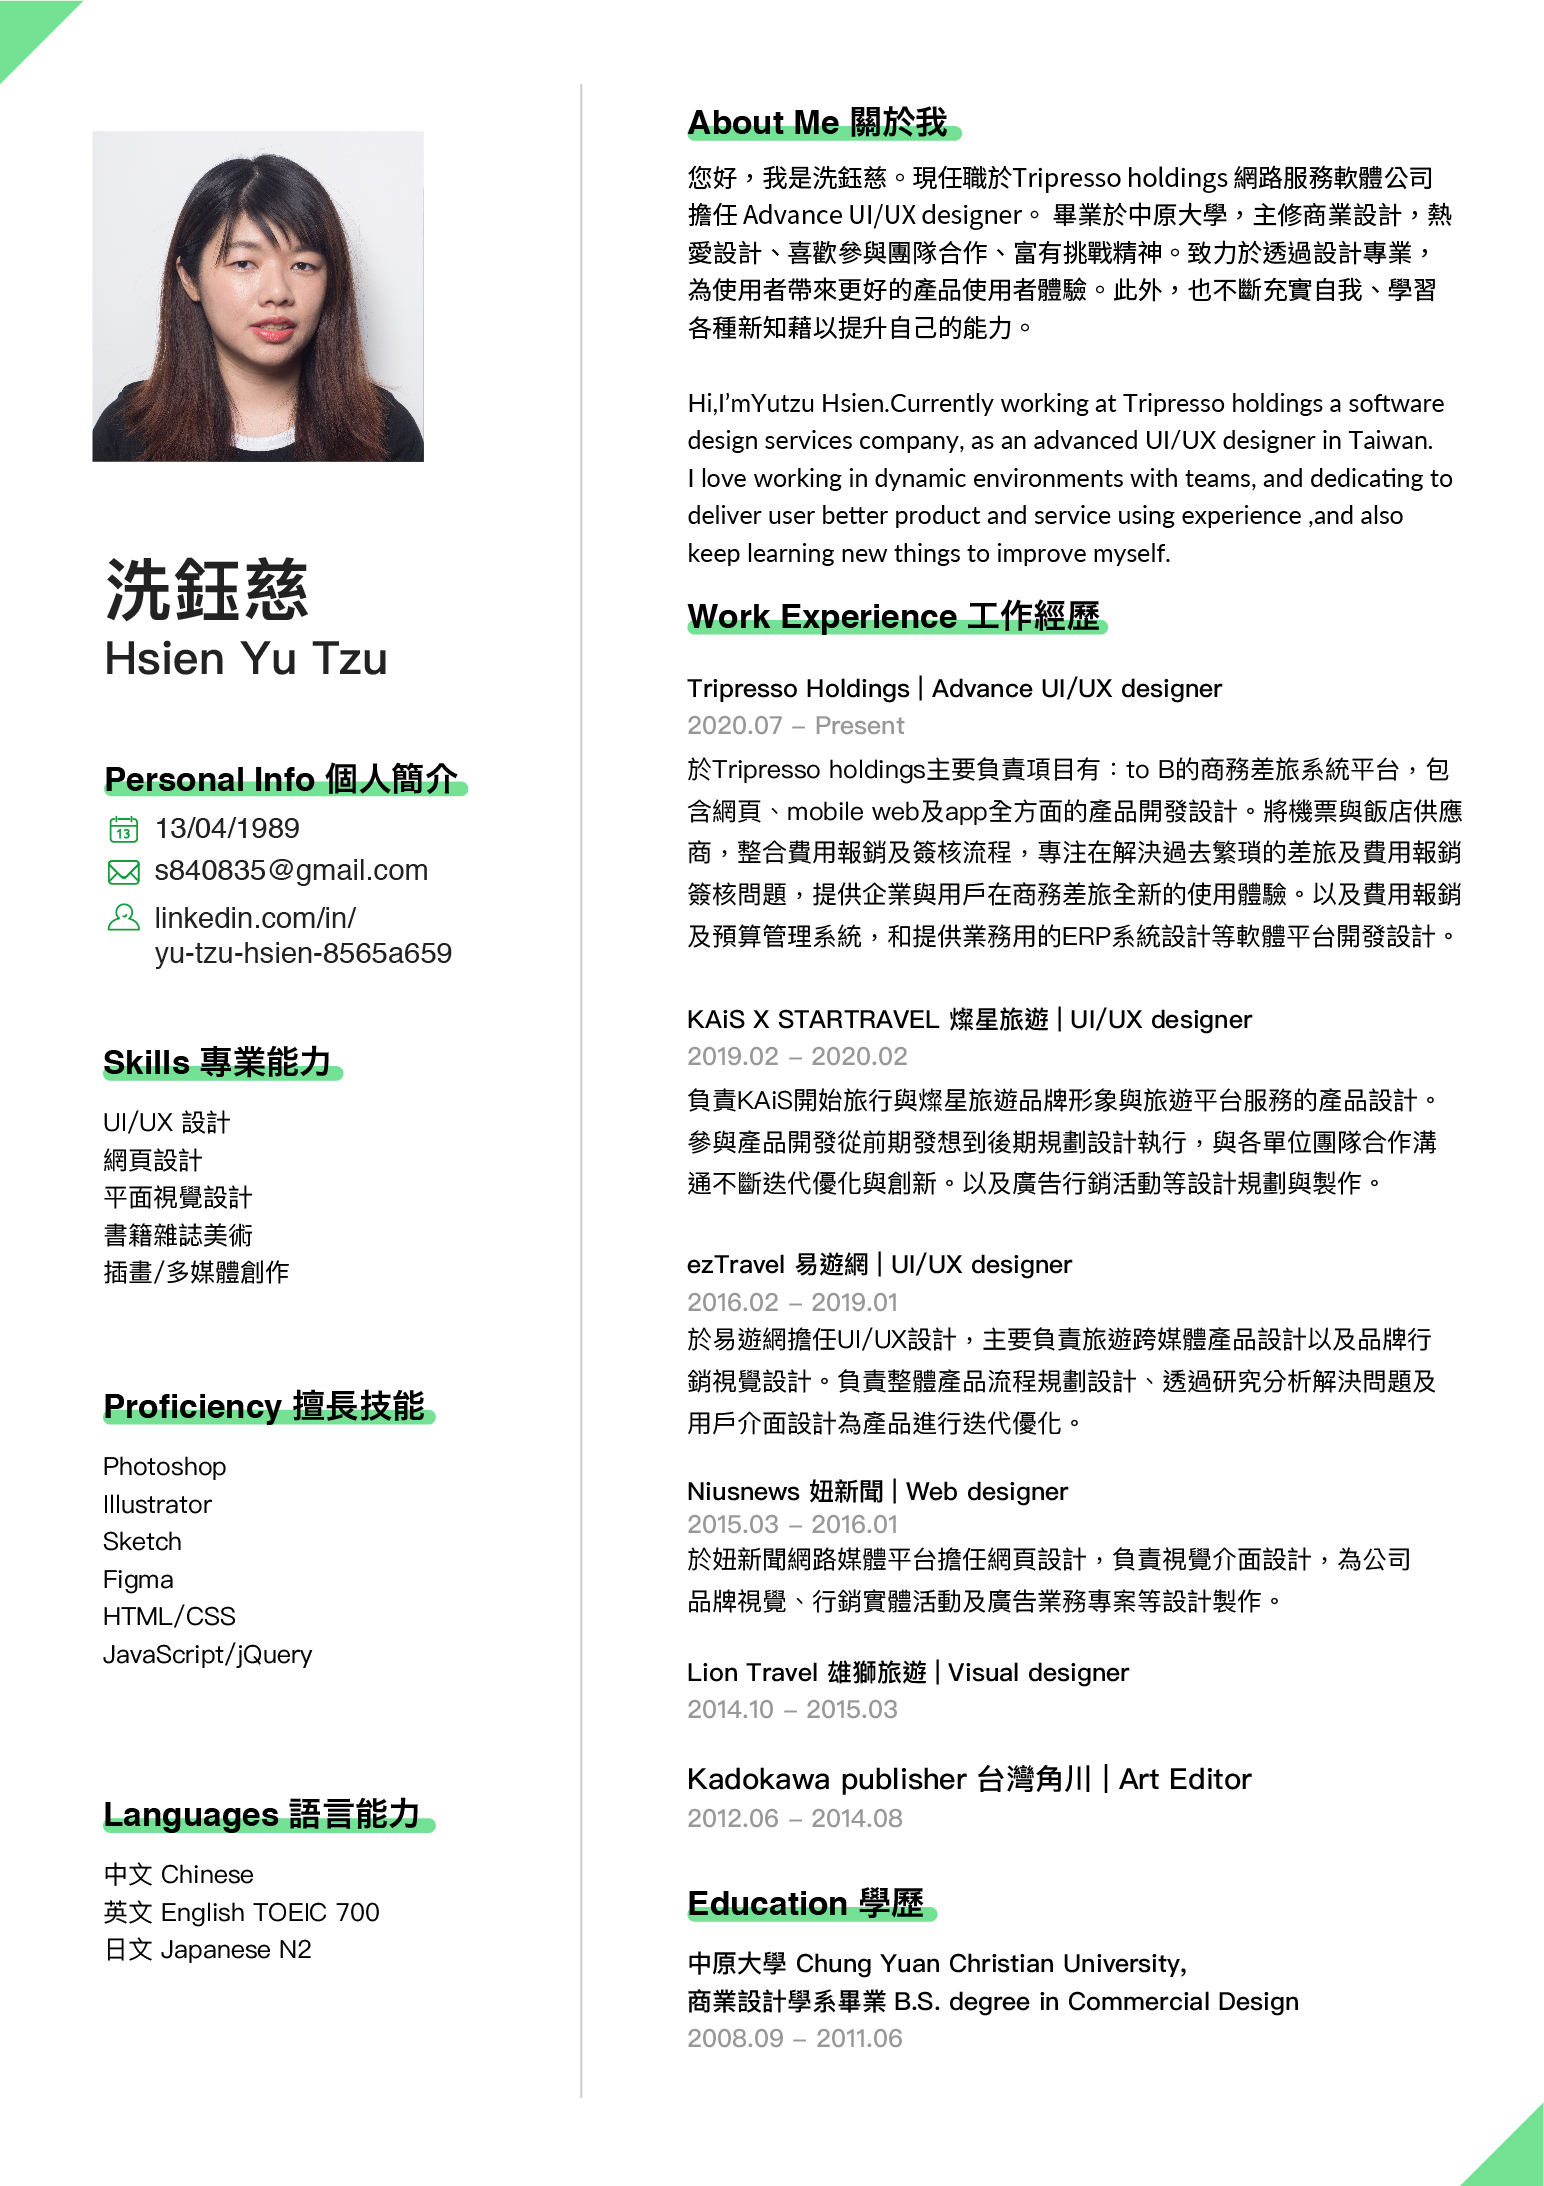 洗鈺慈
Hsien Yu Tzu
Personal Info 個人簡介
13
13/04/1989
s840835@gmail.com
linkedin.com/in/
yu-tzu-hsien-8565a659
Skills 專業能力
UI/UX 設計
網頁設計
平面視覺設計
書籍雜誌美術
插畫/多媒體創作
Proficiency 擅長技能
Photoshop
Illustrator
Sketch
Figma
HTML/CSS
JavaScript/jQuery
Languages 語言能力
中文 Chinese
英文 English TOEIC 700
日文 Japanese N2
About Me 關於我
您好，我是洗鈺慈。現任職於Tripresso holdings 網路服務軟體公司
擔任 Advance UI/UX designer。 畢業於中原大學，主修商業設計，熱
愛設計、喜歡參與團隊合作、富有挑戰精神。致力於透過設計專業，
為使用者帶來更好的產品使用者體驗。此外，也不斷充實自我、學習
各種新知藉以提升自己的能力。
Hi,I'mYutzu Hsien.Currently working at Tripresso holdings a software
design services company, as an advanced UI/UX designer in Taiwan.
I love working in dynamic environments with teams, and dedicating to
deliver user better product and service using experience ,and also
keep learning new things to improve myself.
Work Experience 工作經歷
Tripresso Holdings | Advance UI/UX designer
2020.07 – Present
於Tripresso holdings主要負責項目有：to B的商務差旅系統平台，包
含網頁、mobile web及app全方面的產品開發設計。將機票與飯店供應
商，整合費用報銷及簽核流程，專注在解決過去繁瑣的差旅及費用報銷
簽核問題，提供企業與用戶在商務差旅全新的使用體驗。以及費用報銷
及預算管理系統，和提供業務用的ERP系統設計等軟體平台開發設計。
KAiS X STARTRAVEL 燦星旅遊 | UI/UX designer
2019.02 – 2020.02
負責KAiS開始旅行與燦星旅遊品牌形象與旅遊平台服務的產品設計。
參與產品開發從前期發想到後期規劃設計執行，與各單位團隊合作溝
通不斷迭代優化與創新。以及廣告行銷活動等設計規劃與製作。
ezTravel 易遊網 | UI/UX designer
2016.02 – 2019.01
於易遊網擔任UI/UX設計，主要負責旅遊跨媒體產品設計以及品牌行
銷視覺設計。負責整體產品流程規劃設計、透過研究分析解決問題及
用戶介面設計為產品進行迭代優化。
Niusnews 妞新聞 | Web designer
2015.03 – 2016.01
於妞新聞網路媒體平台擔任網頁設計，負責視覺介面設計，為公司
品牌視覺、行銷實體活動及廣告業務專案等設計製作。
Lion Travel 雄獅旅遊 | Visual designer
2014.10 – 2015.03
Kadokawa publisher 台灣角川 | Art Editor
2012.06 – 2014.08
Education 學歷
中原大學 Chung Yuan Christian University,
商業設計學系畢業 B.S. degree in Commercial Design
2008.09 – 2011.06